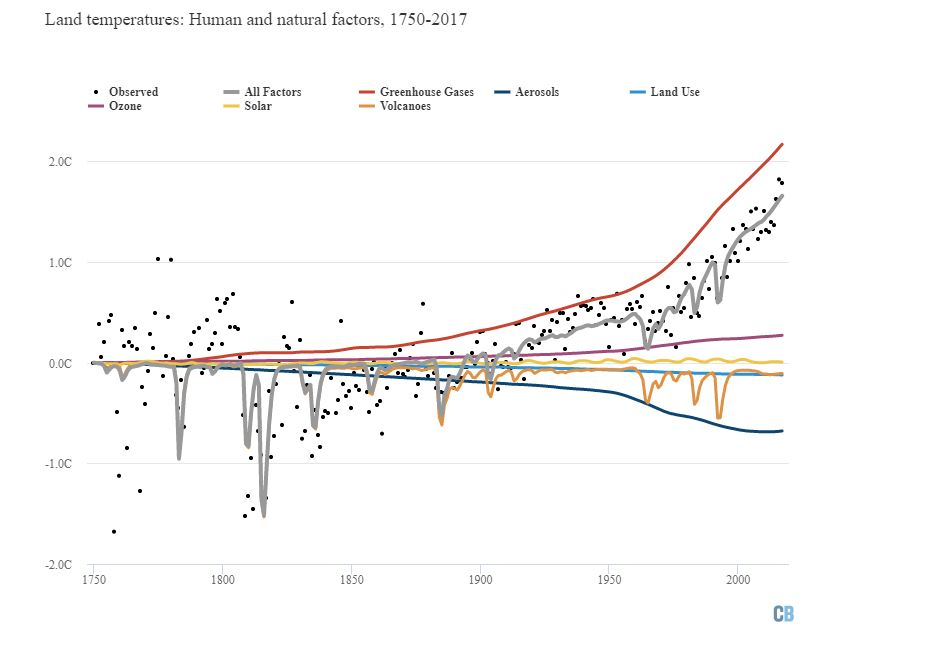 Land temperatures: Human and natural factors, 1750-2017
Observed All Factors Greenhouse Gases Aerosols Land Use
Ozone Solar Volcanoes
2.0C
1.0C
0.0C
-1.0C
-2.0C
1750 1800 1850 1900 1950 2000
CB